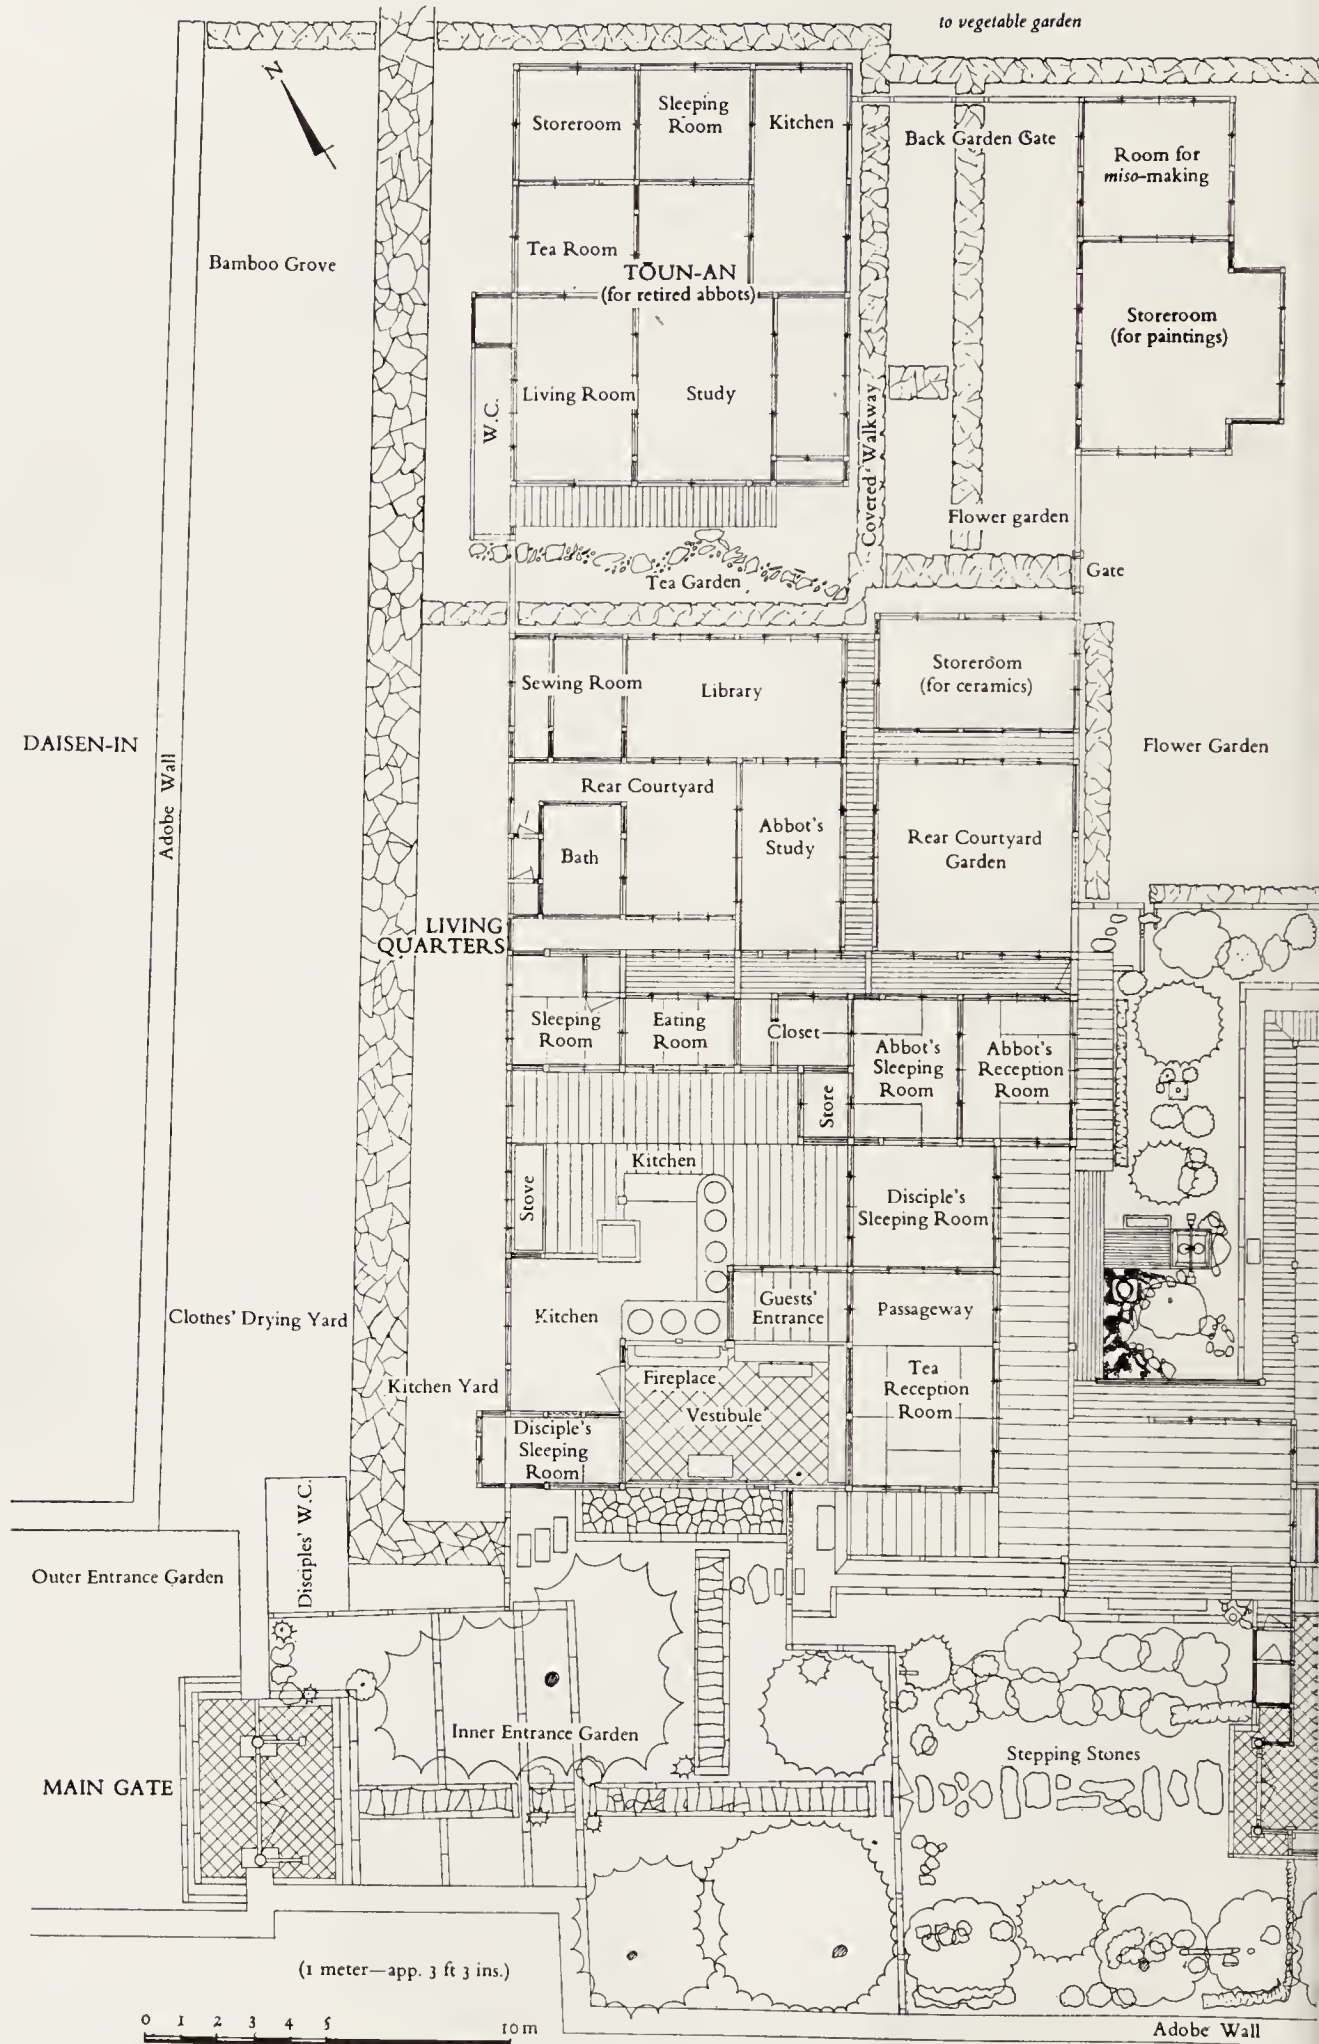 to vegetable garden
N
Storeroom
Sleeping
Room
Kitchen
Back Garden Gate
Room for
miso-making
Bamboo Grove
Tea Room
TŌUN-AN
(for retired abbots)
Storeroom
(for paintings)
W.C.
Living Room
Study
Covered Walkway
Flower garden
Tea Garden
Gate
Sewing Room
Library
Storeroom
(for ceramics)
DAISEN-IN
Adobe Wall
Flower Garden
Rear Courtyard
Bath
Abbot's
Study
Rear Courtyard
Garden
LIVING
QUARTERS
Sleeping
Room
Eating
Room
Closet
Abbot's
Sleeping
Room
Abbot's
Reception
Room
Store
Kitchen
Stove
Disciple's
Sleeping Room
Clothes' Drying Yard
Kitchen
Guests'
Entrance
Passageway
Kitchen Yard
Fireplace
Vestibule
Tea
Reception
Room
Disciple's
Sleeping
Room
Disciples' W.C.
Outer Entrance Garden
Inner Entrance Garden
Stepping Stones
MAIN GATE
(1 meter—app. 3 ft 3 ins.)
0 1 2 3 4 5 10 m
Adobe Wall